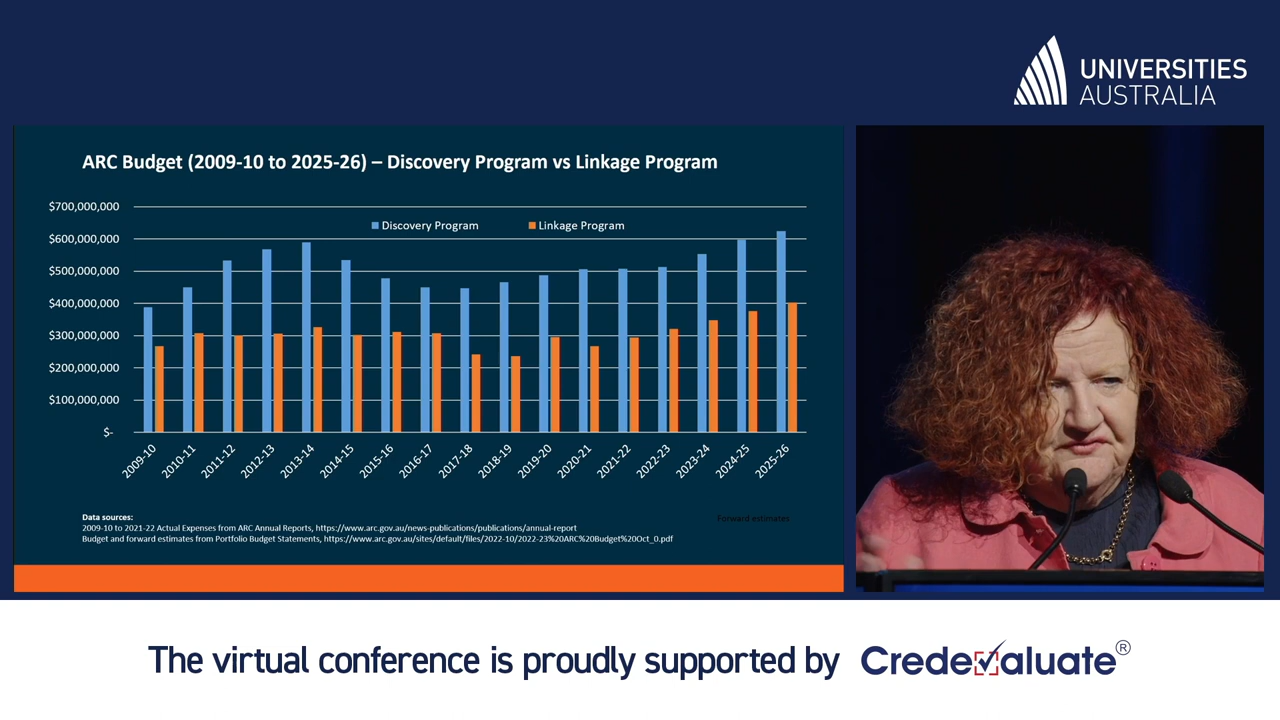 UNIVERSITIES
AUSTRALIA
ARC Budget (2009-10 to 2025-26) – Discovery Program vs Linkage Program
$700,000,000
$600,000,000
$500,000,000
$400,000,000
$300,000,000
$200,000,000
$100,000,000
$-
Discovery Program
Linkage Program
2009-10
2010-11
2011-12
2012-13
2013-14
2014-15
2015-16
2016-17
2017-18
2018-19
2019-20
2020-21
2021-22
2022-23
2023-24
2024-25
2025-26
Forward estimates
Data sources:
2009-10 to 2021-22 Actual Expenses from ARC Annual Reports, https://www.arc.gov.au/news-publications/publications/annual-report
Budget and forward estimates from Portfolio Budget Statements, https://www.arc.gov.au/sites/default/files/2022-10/2022-23%20ARC%20Budget%20Oct_0.pdf
The virtual conference is proudly supported by Credevaluate®